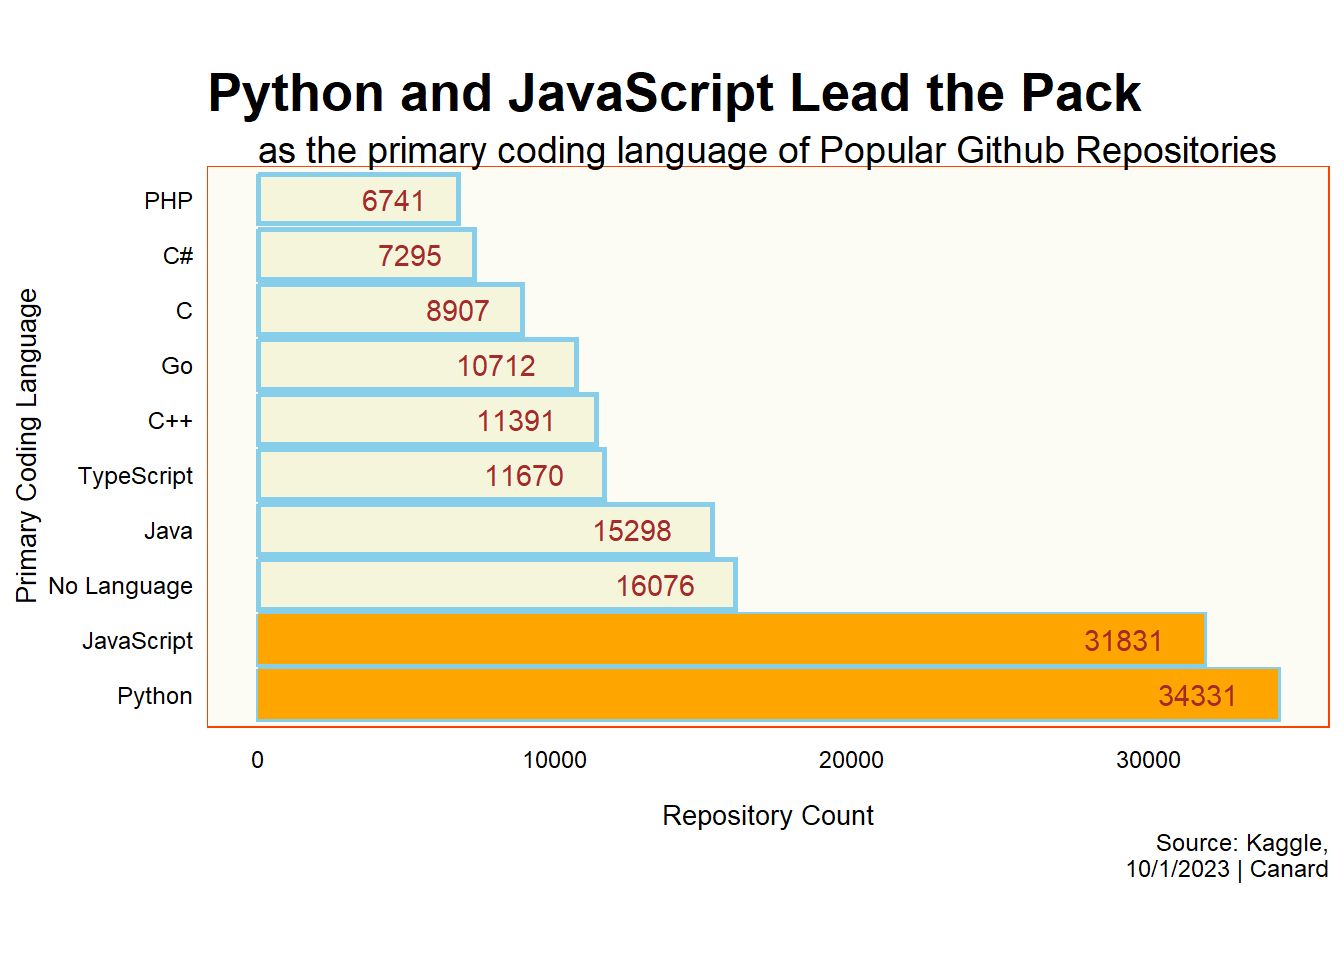 Python and JavaScript Lead the Pack
as the primary coding language of Popular Github Repositories
Primary Coding Language
PHP 6741
C# 7295
C 8907
Go 10712
C++ 11391
TypeScript 11670
Java 15298
No Language 16076
JavaScript 31831
Python 34331
0 10000 20000 30000
Repository Count
Source: Kaggle,
10/1/2023 | Canard